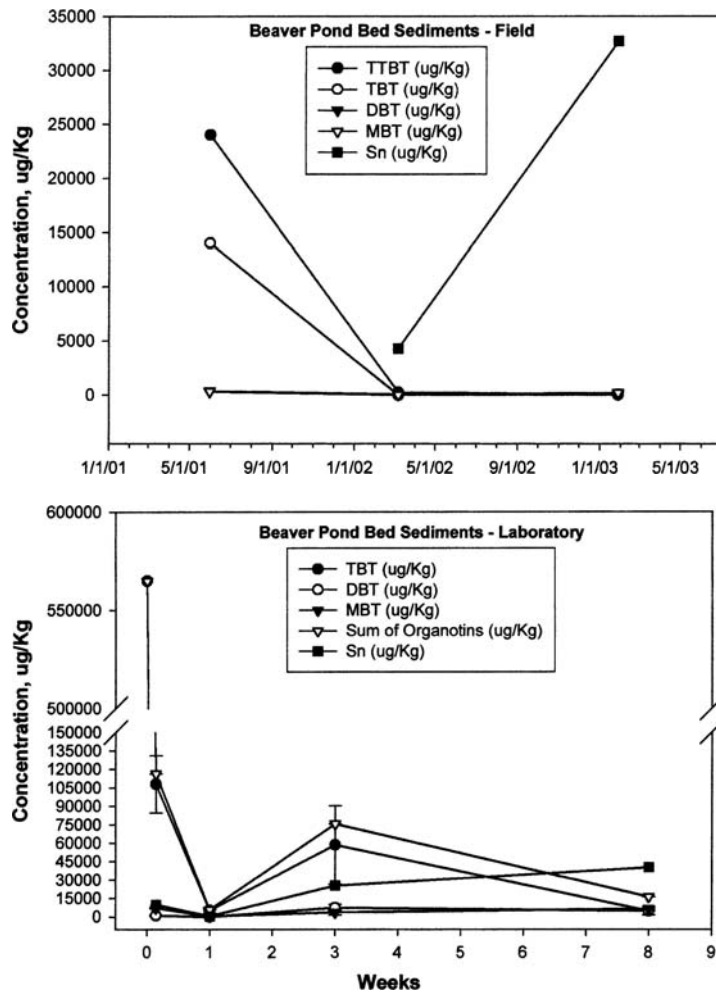 Beaver Pond Bed Sediments - Field
TTBT (ug/Kg)
TBT (ug/Kg)
DBT (ug/Kg)
MBT (ug/Kg)
Sn (ug/Kg)
Concentration, ug/Kg
35000
30000
25000
20000
15000
10000
5000
0
1/1/01 5/1/01 9/1/01 1/1/02 5/1/02 9/1/02 1/1/03 5/1/03
Beaver Pond Bed Sediments - Laboratory
TBT (ug/Kg)
DBT (ug/Kg)
MBT (ug/Kg)
Sum of Organotins (ug/Kg)
Sn (ug/Kg)
Concentration, ug/Kg
600000
550000
500000
150000
135000
120000
105000
90000
75000
60000
45000
30000
15000
0
0 1 2 3 4 5 6 7 8 9
Weeks